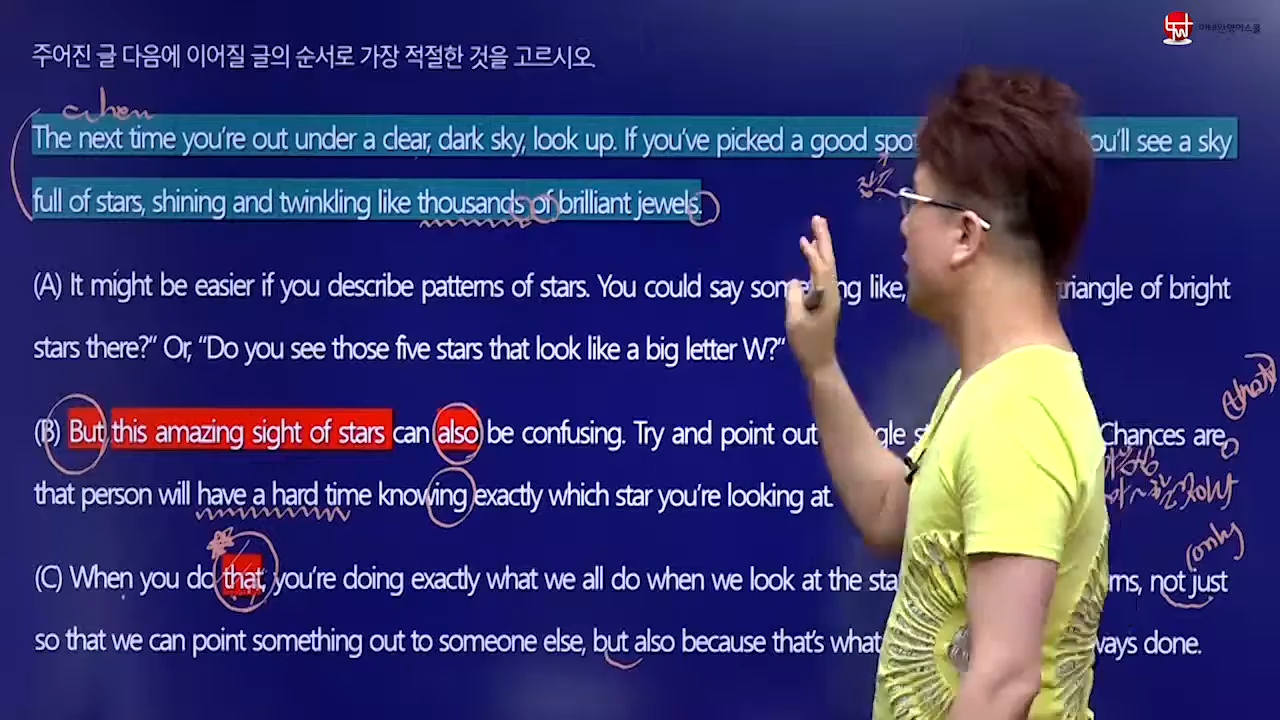 주어진 글 다음에 이어질 글의 순서로 가장 적절한 것을 고르시오.
when
The next time you're out under a clear, dark sky, look up. If you've picked a good spot you'll see a sky
full of stars, shining and twinkling like thousands of brilliant jewels.
(A) It might be easier if you describe patterns of stars. You could say something like, triangle of bright
stars there?" Or, "Do you see those five stars that look like a big letter W?"
(that)
(B) But this amazing sight of stars can also be confusing. Try and point out Chances are
that person will have a hard time knowing exactly which star you're looking at.
(only)
(C) When you do that, you're doing exactly what we all do when we look at the not just
so that we can point something out to someone else, but also because that's what always done.